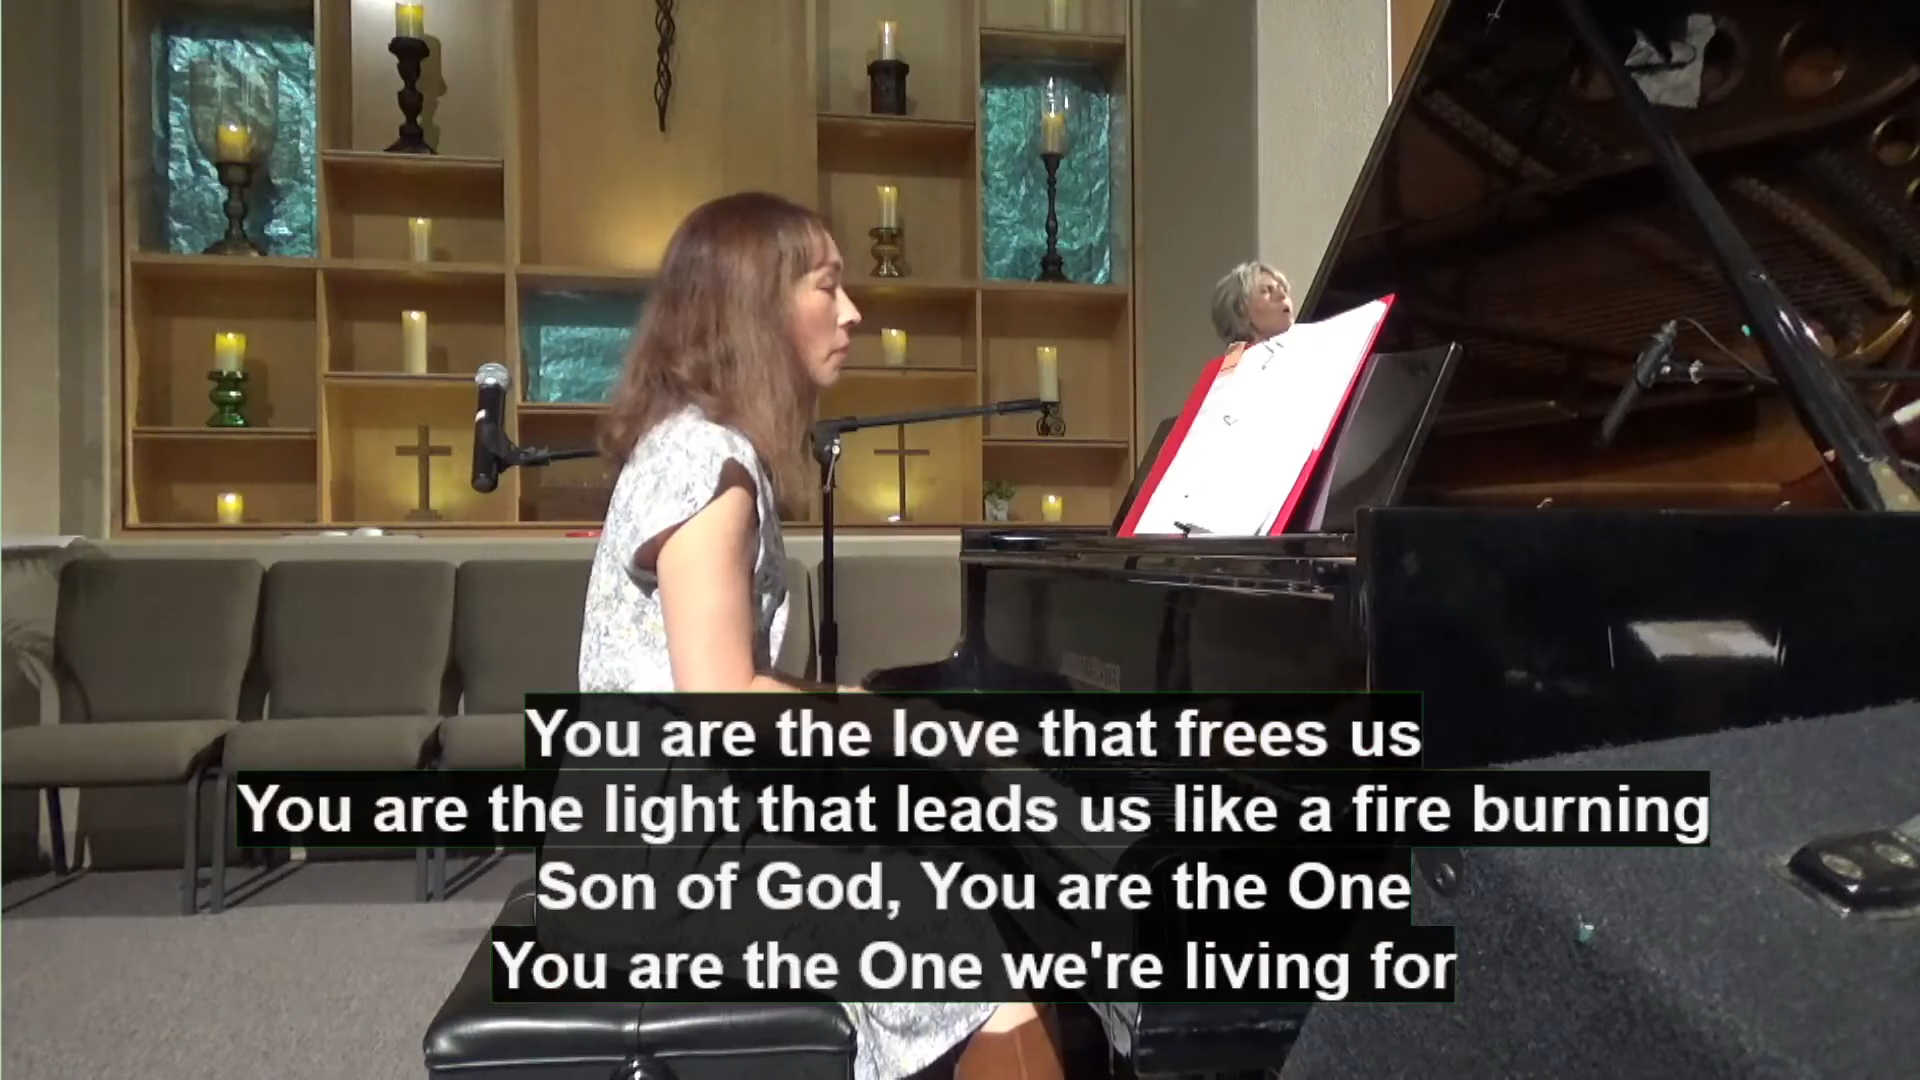 You are the love that frees us
You are the light that leads us like a fire burning
Son of God, You are the One
You are the One we're living for